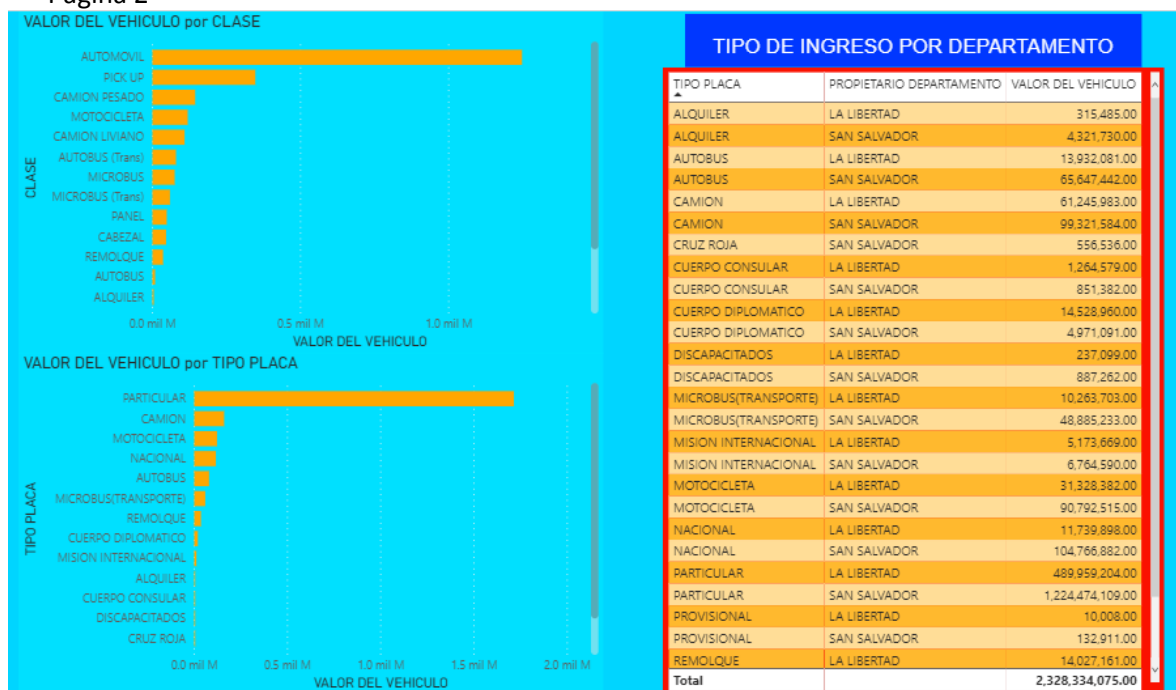 Página 2
VALOR DEL VEHICULO por CLASE
AUTOMOVIL
PICK UP
CAMION PESADO
MOTOCICLETA
CAMION LIVIANO
AUTOBUS (Trans)
MICROBUS
MICROBUS (Trans)
PANEL
CABEZAL
REMOLQUE
AUTOBUS
ALQUILER
CLASE
0.0 mil M 0.5 mil M 1.0 mil M
VALOR DEL VEHICULO
VALOR DEL VEHICULO por TIPO PLACA
PARTICULAR
CAMION
MOTOCICLETA
NACIONAL
AUTOBUS
MICROBUS(TRANSPORTE)
REMOLQUE
CUERPO DIPLOMATICO
MISION INTERNACIONAL
ALQUILER
CUERPO CONSULAR
DISCAPACITADOS
CRUZ ROJA
TIPO PLACA
0.0 mil M 0.5 mil M 1.0 mil M 1.5 mil M 2.0 mil M
VALOR DEL VEHICULO
TIPO DE INGRESO POR DEPARTAMENTO
TIPO PLACA PROPIETARIO DEPARTAMENTO VALOR DEL VEHICULO
ALQUILER LA LIBERTAD 315,485.00
ALQUILER SAN SALVADOR 4,321,730.00
AUTOBUS LA LIBERTAD 13,932,081.00
AUTOBUS SAN SALVADOR 65,647,442.00
CAMION LA LIBERTAD 61,245,983.00
CAMION SAN SALVADOR 99,321,584.00
CRUZ ROJA SAN SALVADOR 556,536.00
CUERPO CONSULAR LA LIBERTAD 1,264,579.00
CUERPO CONSULAR SAN SALVADOR 851,382.00
CUERPO DIPLOMATICO LA LIBERTAD 14,528,960.00
CUERPO DIPLOMATICO SAN SALVADOR 4,971,091.00
DISCAPACITADOS LA LIBERTAD 237,099.00
DISCAPACITADOS SAN SALVADOR 887,262.00
MICROBUS(TRANSPORTE) LA LIBERTAD 10,263,703.00
MICROBUS(TRANSPORTE) SAN SALVADOR 48,885,233.00
MISION INTERNACIONAL LA LIBERTAD 5,173,669.00
MISION INTERNACIONAL SAN SALVADOR 6,764,590.00
MOTOCICLETA LA LIBERTAD 31,328,382.00
MOTOCICLETA SAN SALVADOR 90,792,515.00
NACIONAL LA LIBERTAD 11,739,898.00
NACIONAL SAN SALVADOR 104,766,882.00
PARTICULAR LA LIBERTAD 489,959,204.00
PARTICULAR SAN SALVADOR 1,224,474,109.00
PROVISIONAL LA LIBERTAD 10,008.00
PROVISIONAL SAN SALVADOR 132,911.00
REMOLQUE LA LIBERTAD 14,027,161.00
Total 2,328,334,075.00